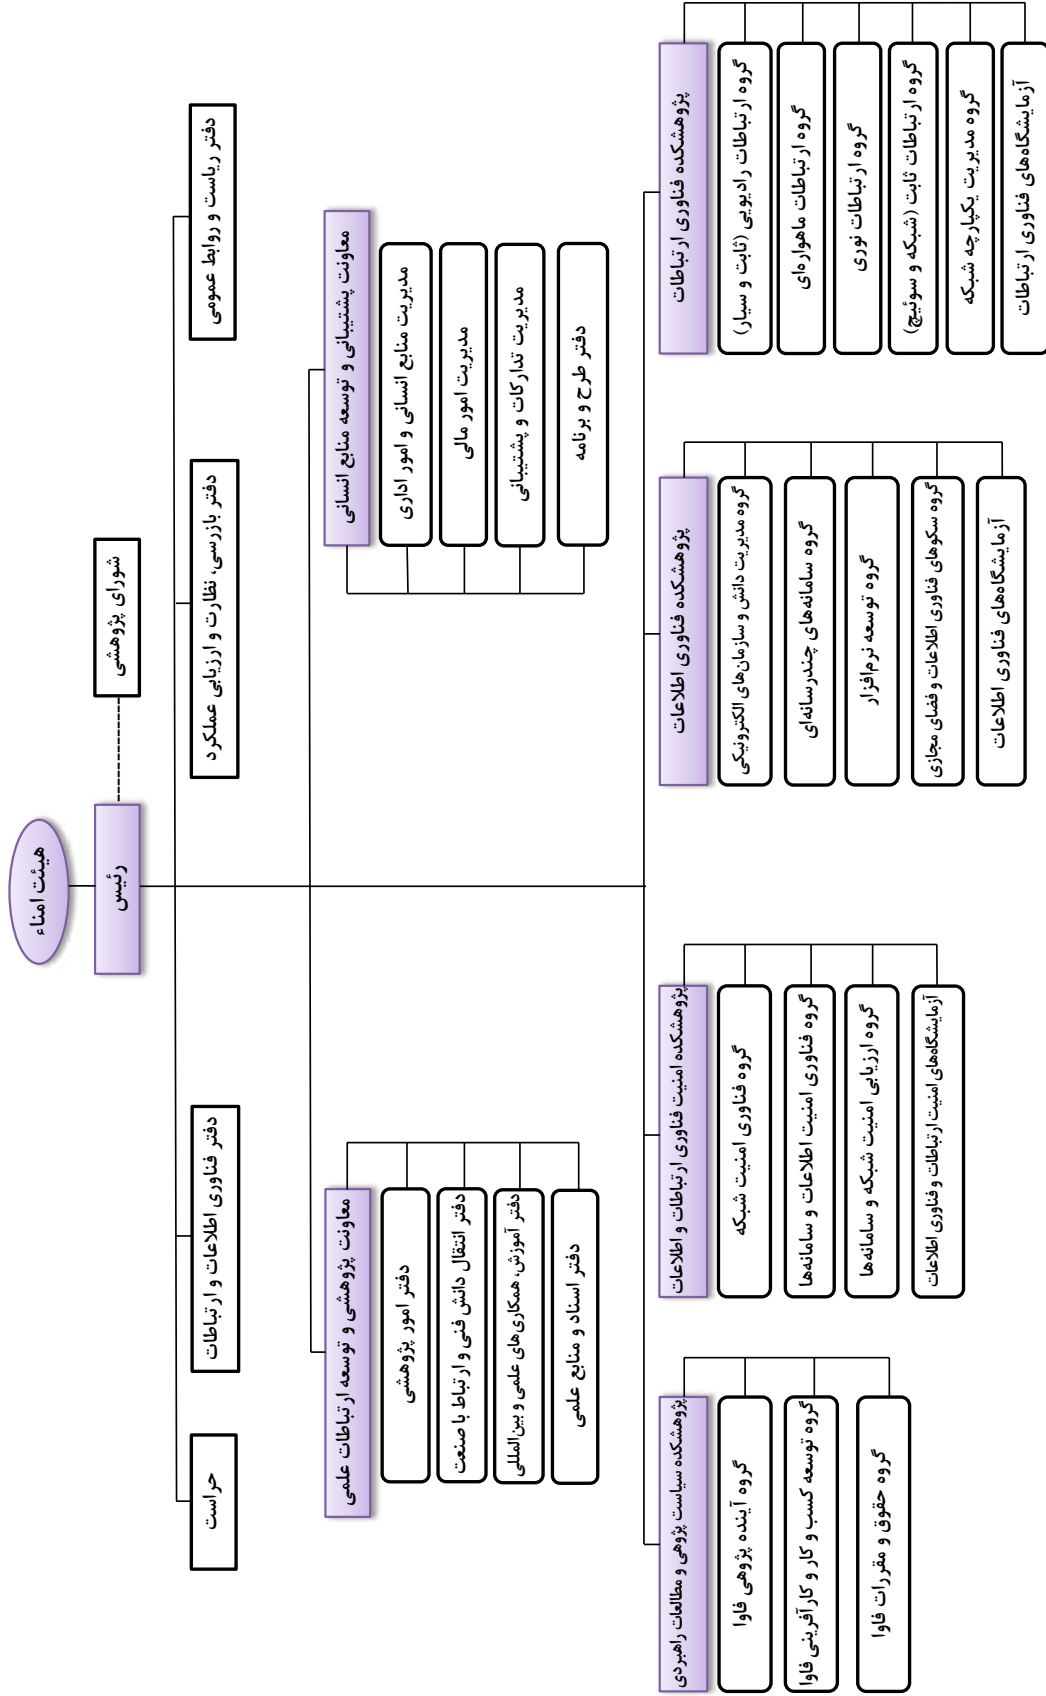 هیئت امناء
رئیس
شورای پژوهشی
دفتر ریاست و روابط عمومی
دفتر بازرسی، نظارت و ارزیابی عملکرد
دفتر فناوری اطلاعات و ارتباطات
حراست
معاونت پشتیبانی و توسعه منابع انسانی
مدیریت منابع انسانی و امور اداری
مدیریت امور مالی
مدیریت تدارکات و پشتیبانی
دفتر طرح و برنامه
معاونت پژوهشی و توسعه ارتباطات علمی
دفتر امور پژوهشی
دفتر انتقال دانش فنی و ارتباط با صنعت
دفتر آموزش، همکاری‌های علمی و بین‌المللی
دفتر اسناد و منابع علمی
پژوهشکده فناوری ارتباطات
گروه ارتباطات رادیویی (ثابت و سیار)
گروه ارتباطات ماهواره‌ای
گروه ارتباطات نوری
گروه ارتباطات ثابت (شبکه و سوئیچ)
گروه مدیریت یکپارچه شبکه
آزمایشگاه‌های فناوری ارتباطات
پژوهشکده فناوری اطلاعات
گروه مدیریت دانش و سازمان‌های الکترونیکی
گروه سامانه‌های چندرسانه‌ای
گروه توسعه نرم‌افزار
گروه سکوهای فناوری اطلاعات و فضای مجازی
آزمایشگاه‌های فناوری اطلاعات
پژوهشکده امنیت فناوری ارتباطات و اطلاعات
گروه فناوری امنیت شبکه
گروه فناوری امنیت اطلاعات و سامانه‌ها
گروه ارزیابی امنیت شبکه و سامانه‌ها
آزمایشگاه‌های امنیت ارتباطات و فناوری اطلاعات
پژوهشکده سیاست پژوهی و مطالعات راهبردی
گروه آینده پژوهی فاوا
گروه توسعه کسب و کار و کارآفرینی فاوا
گروه حقوق و مقررات فاوا